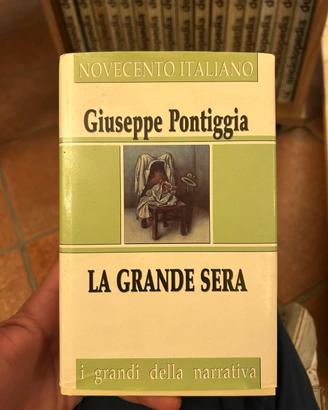 NOVECENTO ITALIANO
Giuseppe Pontiggia
LA GRANDE SERA
i grandi della narrativa